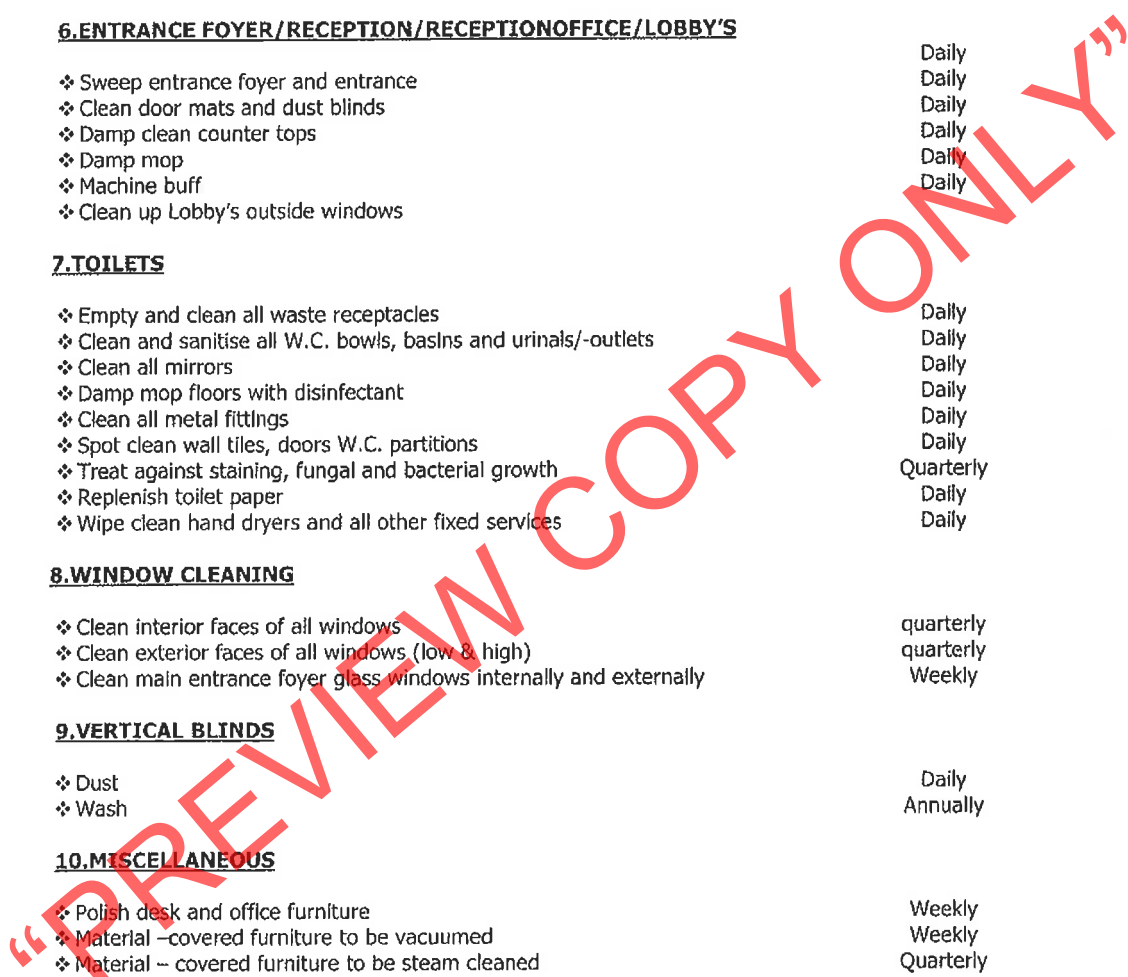 6.ENTRANCE FOYER/RECEPTION/RECEPTIONOFFICE/LOBBY'S
Daily
❖ Sweep entrance foyer and entrance Daily
❖ Clean door mats and dust blinds Daily
❖ Damp clean counter tops Daily
❖ Damp mop Daily
❖ Machine buff Daily
❖ Clean up Lobby's outside windows
7.TOILETS
❖ Empty and clean all waste receptacles Daily
❖ Clean and sanitise all W.C. bowls, basins and urinals/-outlets Daily
❖ Clean all mirrors Daily
❖ Damp mop floors with disinfectant Daily
❖ Clean all metal fittings Daily
❖ Spot clean wall tiles, doors W.C. partitions Daily
❖ Treat against staining, fungal and bacterial growth Quarterly
❖ Replenish toilet paper Daily
❖ Wipe clean hand dryers and all other fixed services Daily
8.WINDOW CLEANING
❖ Clean interior faces of all windows quarterly
❖ Clean exterior faces of all windows (low & high) quarterly
❖ Clean main entrance foyer glass windows internally and externally Weekly
9.VERTICAL BLINDS
❖ Dust Daily
❖ Wash Annually
10.MISCELLANEOUS
❖ Polish desk and office furniture Weekly
❖ Material –covered furniture to be vacuumed Weekly
❖ Material – covered furniture to be steam cleaned Quarterly
“PREVIEW COPY ONLY”